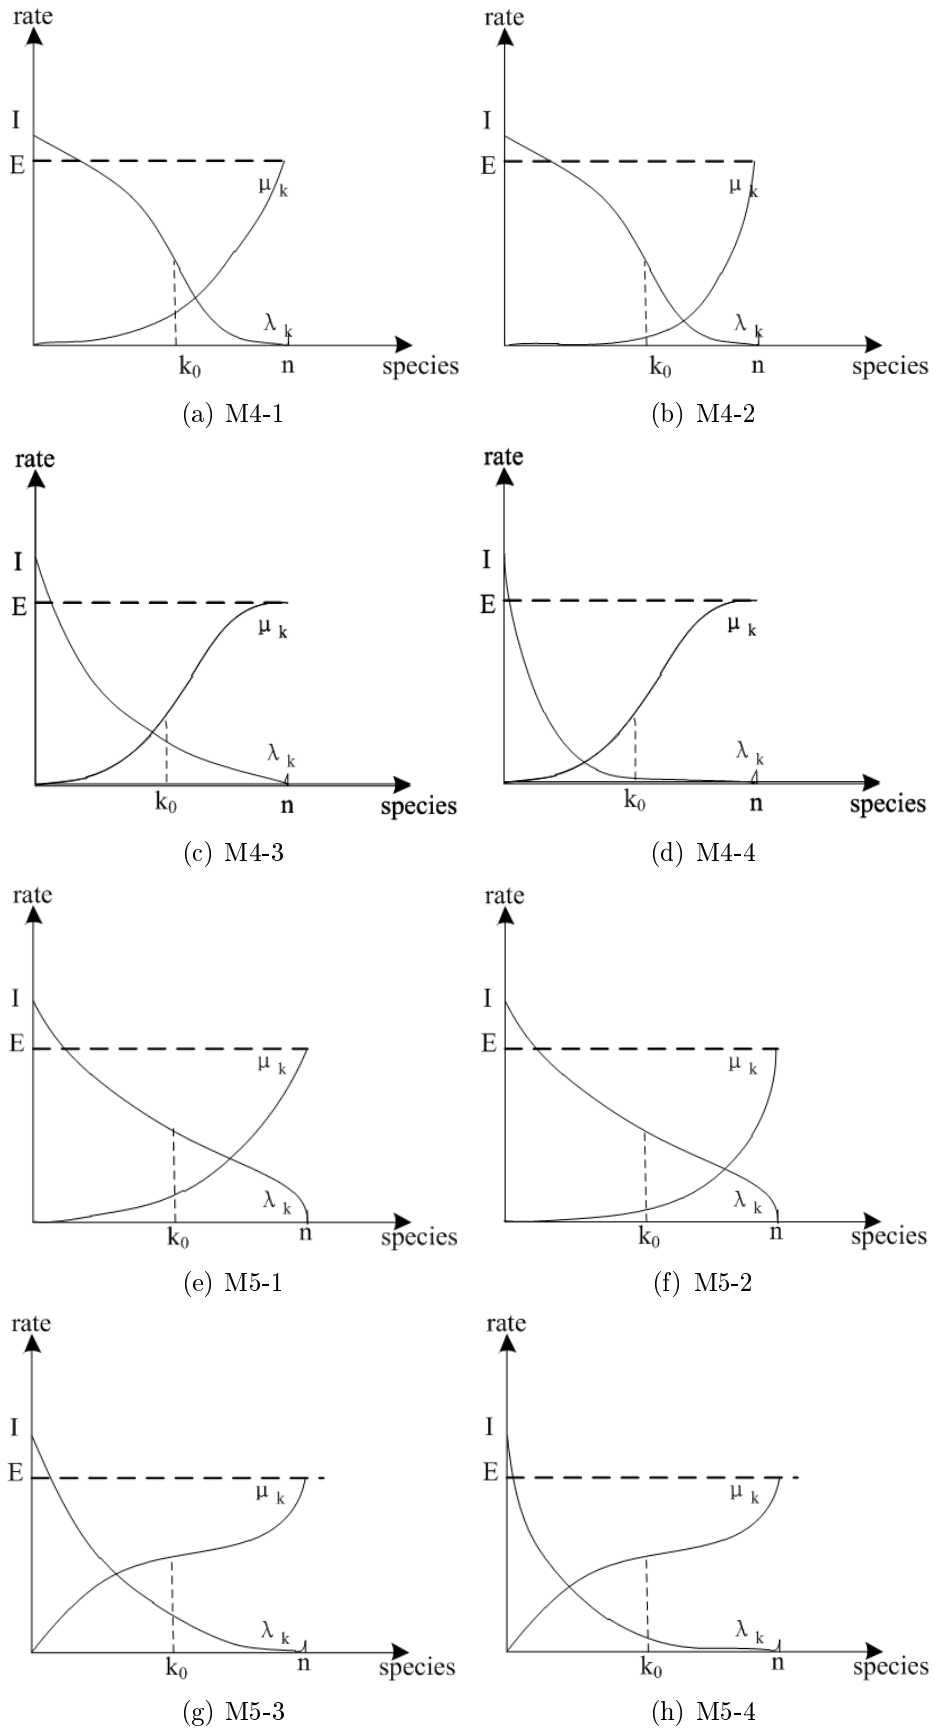 rate
I
E
μ k
λ k
k₀
n
species
(a) M4-1
rate
I
E
μ k
λ k
k₀
n
species
(b) M4-2
rate
I
E
μ k
λ k
k₀
n
species
(c) M4-3
rate
I
E
μ k
λ k
k₀
n
species
(d) M4-4
rate
I
E
μ k
λ k
k₀
n
species
(e) M5-1
rate
I
E
μ k
λ k
k₀
n
species
(f) M5-2
rate
I
E
μ k
λ k
k₀
n
species
(g) M5-3
rate
I
E
μ k
λ k
k₀
n
species
(h) M5-4